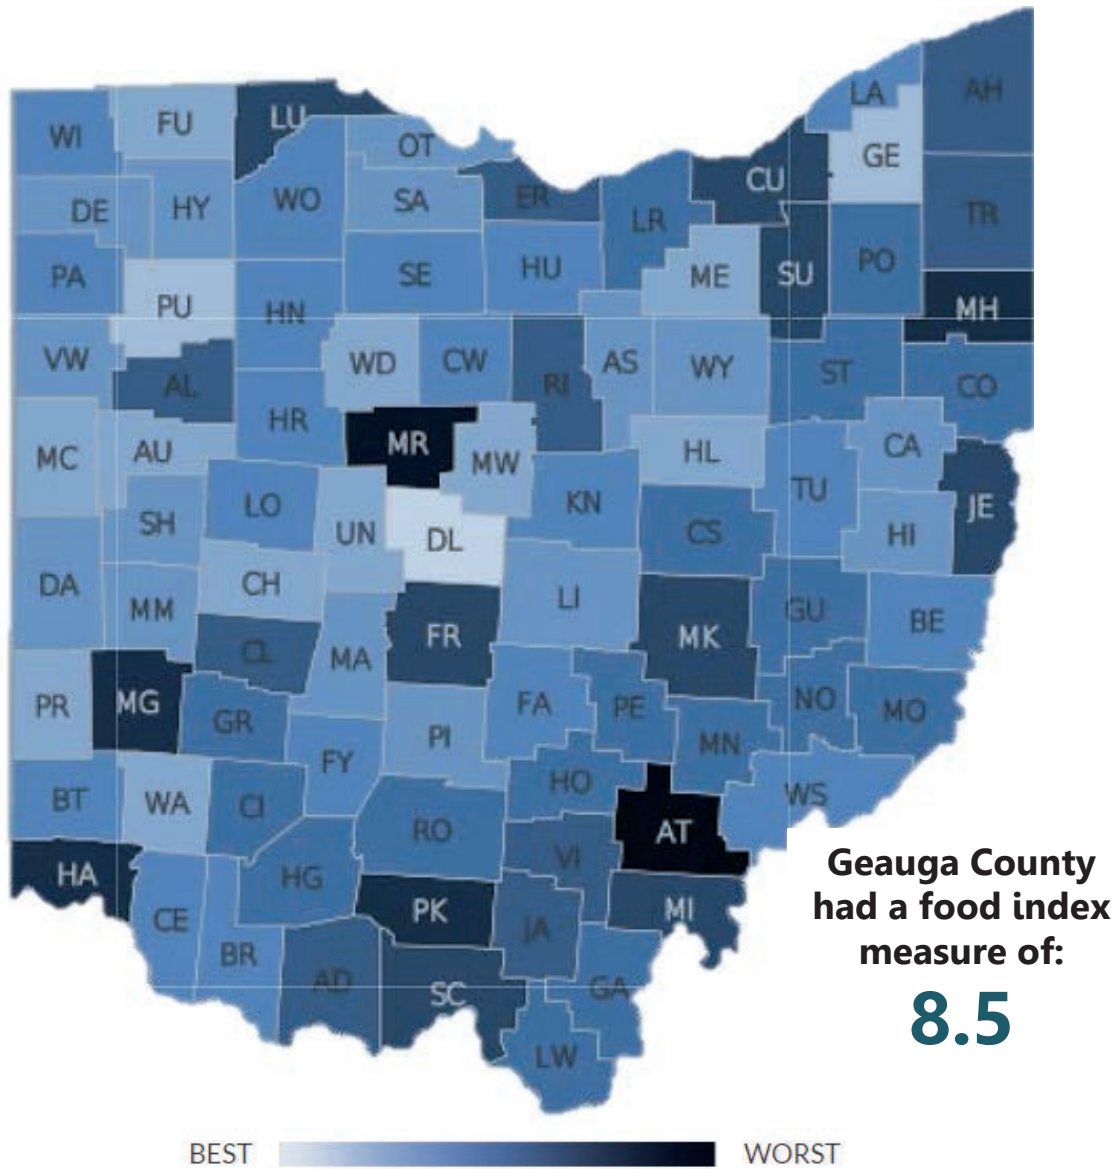 LA
AH
WI
FU
LU
OT
GE
CU
DE
HY
WO
SA
ER
LR
TR
PA
SE
HU
ME
SU
PO
PU
HN
MH
VW
AL
WD
CW
RI
AS
WY
ST
CO
HR
MC
AU
MR
MW
HL
CA
LO
KN
TU
JE
SH
UN
DL
CS
HI
DA
CH
MM
LI
GU
BE
FR
MK
CL
MA
PR
MG
GR
FA
PE
NO
MO
PI
MN
FY
HO
BT
WA
CI
WS
RO
AT
VI
HA
HG
PK
MI
CE
JA
BR
AD
SC
GA
LW
Geauga County
had a food index
measure of:
8.5
BEST
WORST